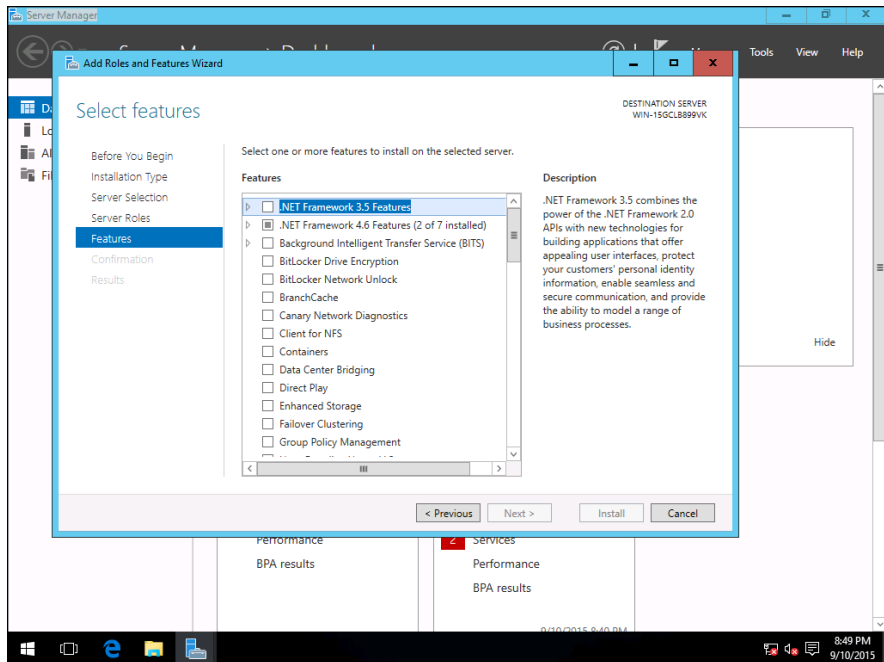 Server Manager
Tools View Help
Add Roles and Features Wizard
Select features
DESTINATION SERVER
WIN-15GCLB899VK
Before You Begin
Installation Type
Server Selection
Server Roles
Features
Confirmation
Results
Select one or more features to install on the selected server.
Features
.NET Framework 3.5 Features
.NET Framework 4.6 Features (2 of 7 installed)
Background Intelligent Transfer Service (BITS)
BitLocker Drive Encryption
BitLocker Network Unlock
BranchCache
Canary Network Diagnostics
Client for NFS
Containers
Data Center Bridging
Direct Play
Enhanced Storage
Failover Clustering
Group Policy Management
Description
.NET Framework 3.5 combines the
power of the .NET Framework 2.0
APIs with new technologies for
building applications that offer
appealing user interfaces, protect
your customers' personal identity
information, enable seamless and
secure communication, and provide
the ability to model a range of
business processes.
Hide
< Previous
Next >
Install
Cancel
Performance
BPA results
2 Services
Performance
BPA results
9/10/2015 8:40 PM
8:49 PM
9/10/2015